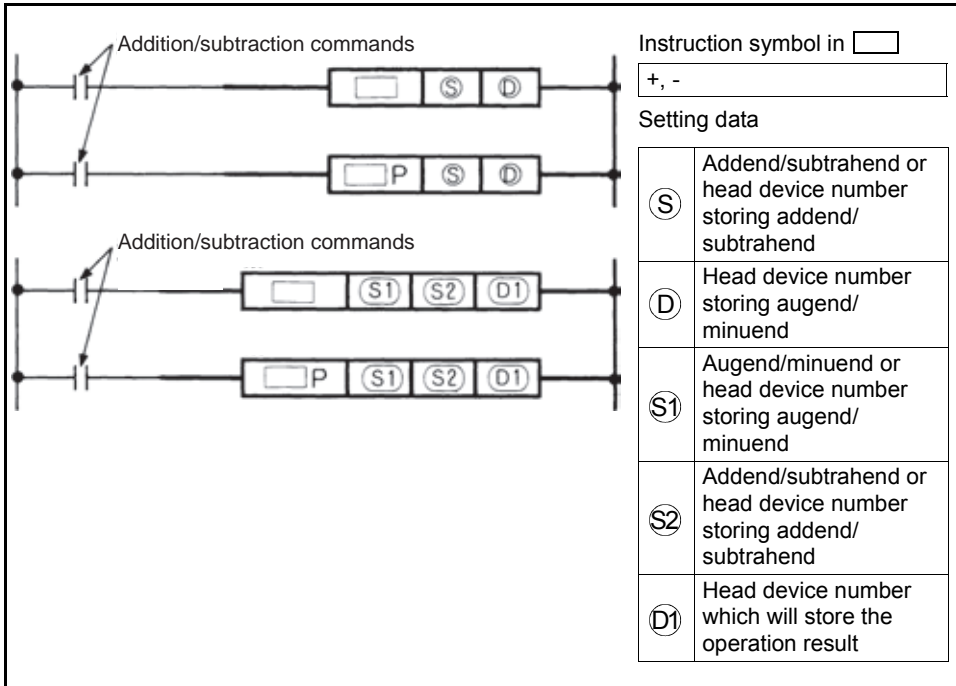 Addition/subtraction commands
S D
P S D
Addition/subtraction commands
S1 S2 D1
P S1 S2 D1
Instruction symbol in
+, -
Setting data
S
Addend/subtrahend or
head device number
storing addend/
subtrahend
D
Head device number
storing augend/
minuend
S1
Augend/minuend or
head device number
storing augend/
minuend
S2
Addend/subtrahend or
head device number
storing addend/
subtrahend
D1
Head device number
which will store the
operation result